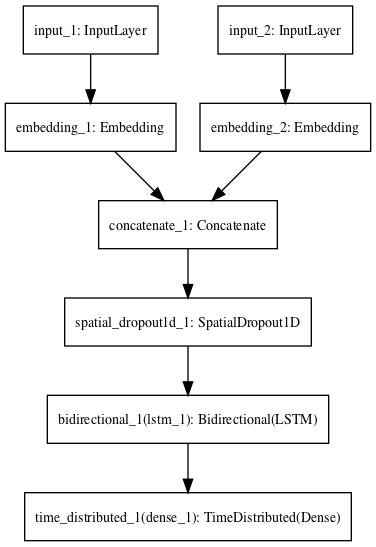 input_1: InputLayer
input_2: InputLayer
embedding_1: Embedding
embedding_2: Embedding
concatenate_1: Concatenate
spatial_dropout1d_1: SpatialDropout1D
bidirectional_1(lstm_1): Bidirectional(LSTM)
time_distributed_1(dense_1): TimeDistributed(Dense)